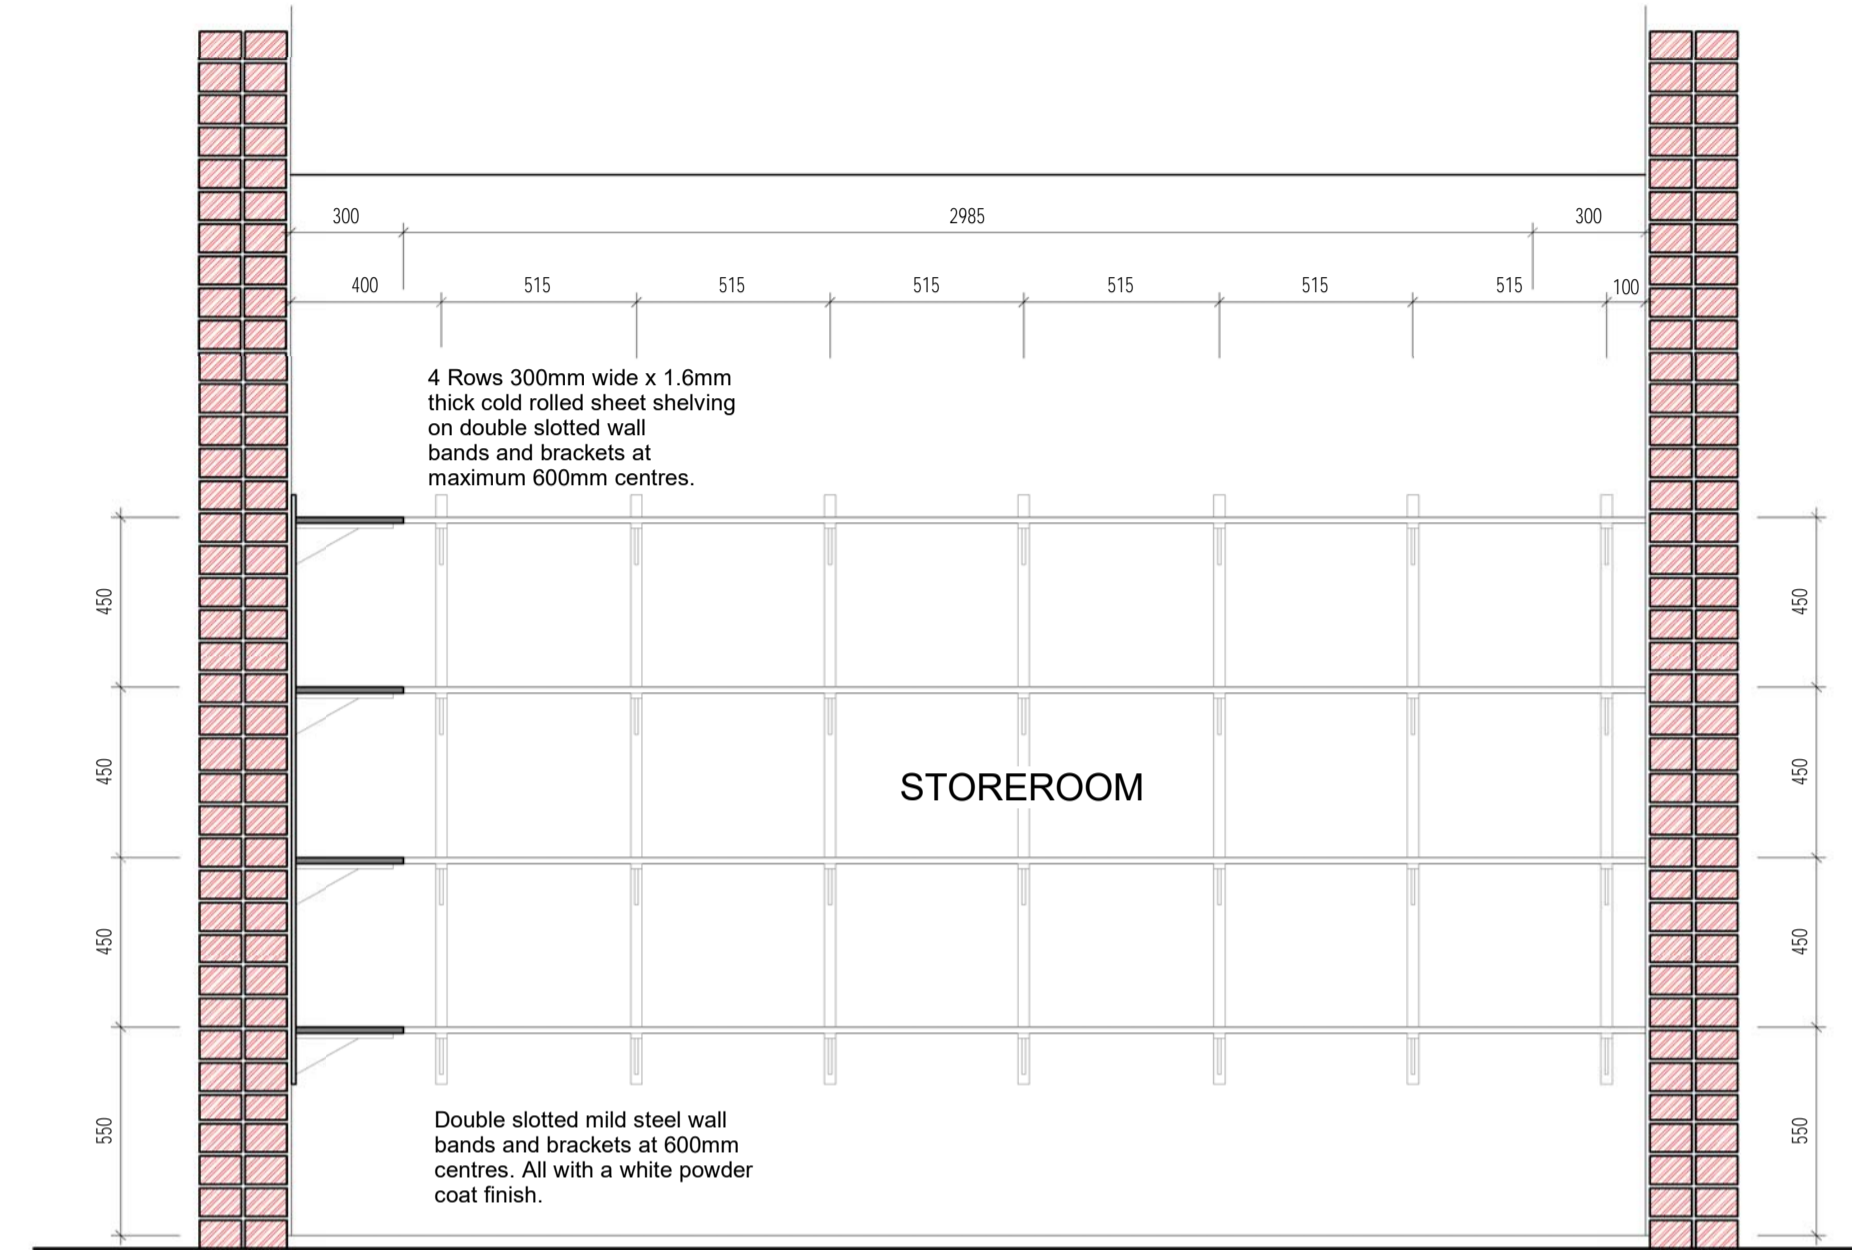 300 2985 300
400 515 515 515 515 515 515 100
4 Rows 300mm wide x 1.6mm
thick cold rolled sheet shelving
on double slotted wall
bands and brackets at
maximum 600mm centres.
450 450
450 450
STOREROOM
450 450
550 550
Double slotted mild steel wall
bands and brackets at 600mm
centres. All with a white powder
coat finish.